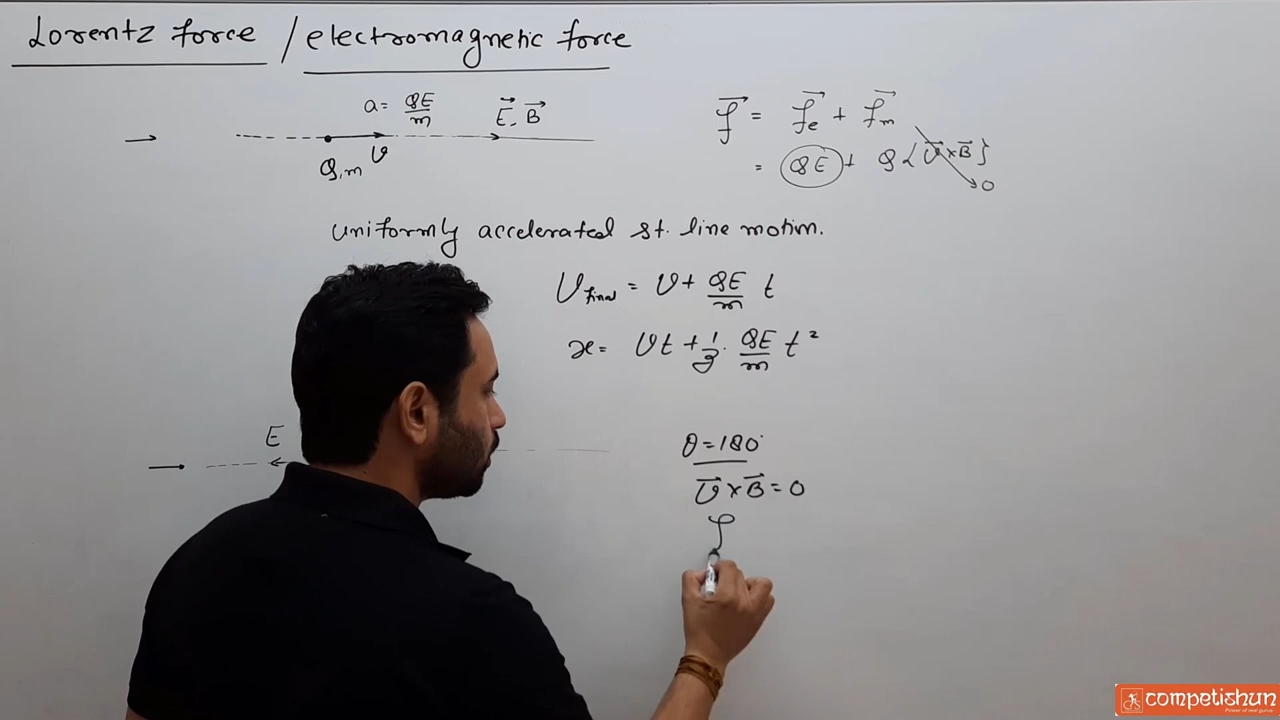 Lorentz force / electromagnetic force
a = QE/m
E⃗, B⃗
v
Q,m
f⃗ = f⃗e + f⃗m
= QE + Q{v⃗×B⃗}
0
uniformly accelerated st. line motion.
Vfinal = v + QE/m t
x = vt + 1/2 · QE/m t²
E
θ = 180°
v⃗ × B⃗ = 0
f
competishun